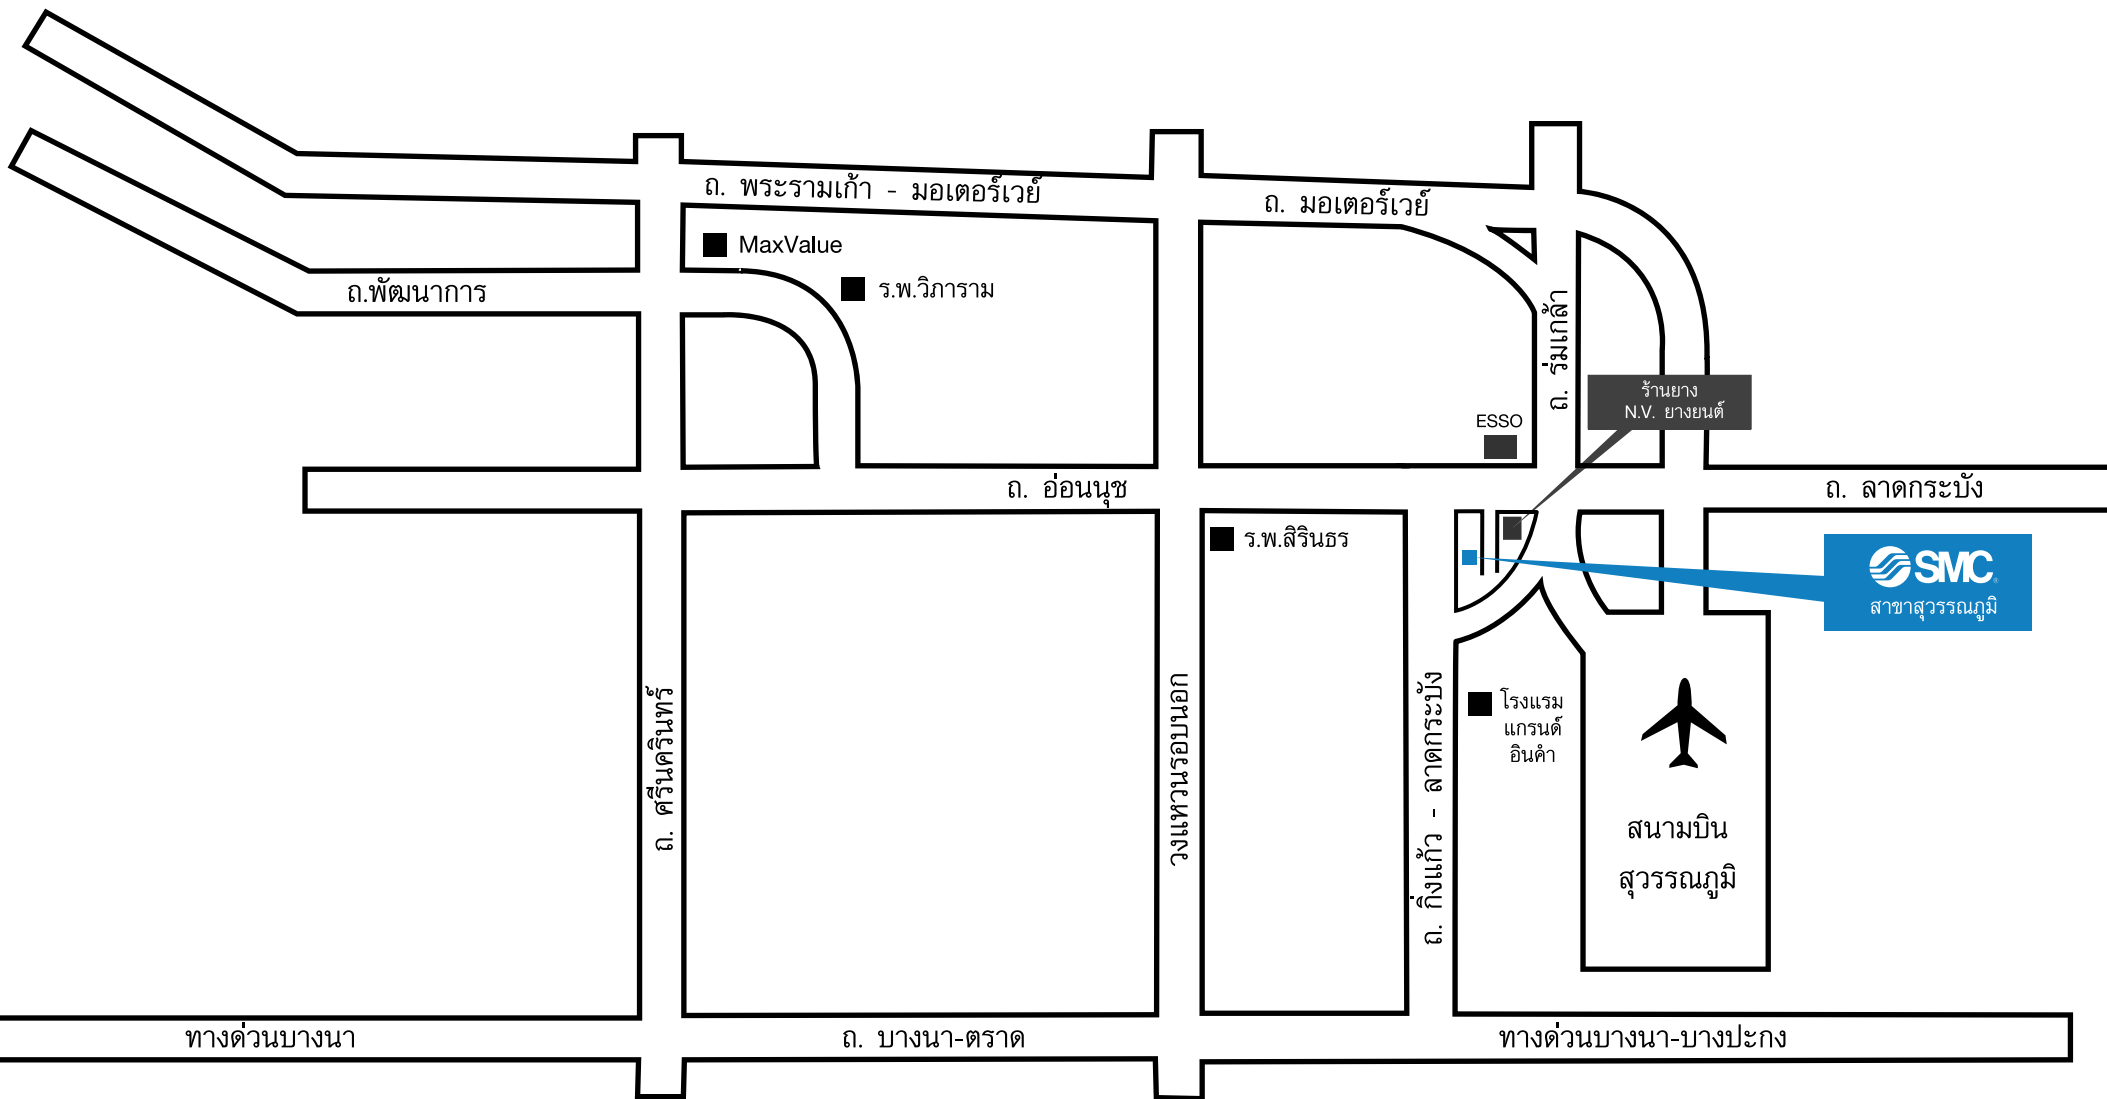 ถ. พระรามเก้า - มอเตอร์เวย์
ถ. มอเตอร์เวย์
MaxValue
ร.พ.วิภาราม
ถ.พัฒนาการ
ถ. ร่มเกล้า
ร้านยาง
N.V. ยางยนต์
ESSO
ถ. อ่อนนุช
ถ. ลาดกระบัง
ร.พ.สิรินธร
SMC
สาขาสุวรรณภูมิ
ถ. ศรีนครินทร์
วงแหวนรอบนอก
ถ. กิ่งแก้ว - ลาดกระบัง
โรงแรม
แกรนด์
อินคำ
สนามบิน
สุวรรณภูมิ
ทางด่วนบางนา
ถ. บางนา-ตราด
ทางด่วนบางนา-บางปะกง